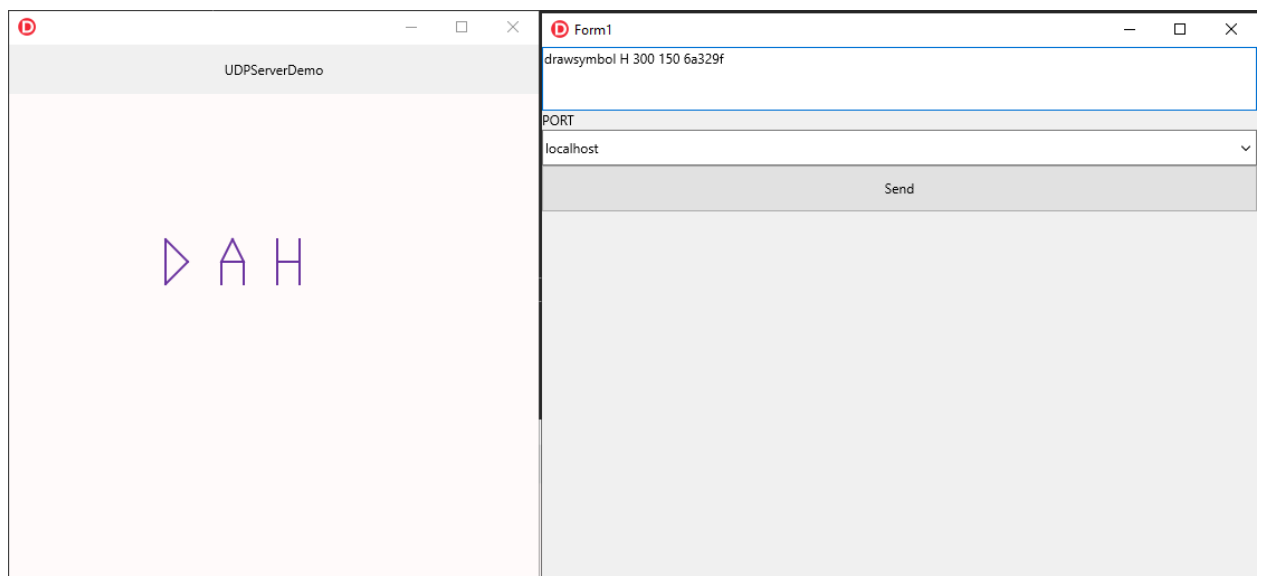 UDPServerDemo
D A H
Form1
drawsymbol H 300 150 6a329f
PORT
localhost
Send